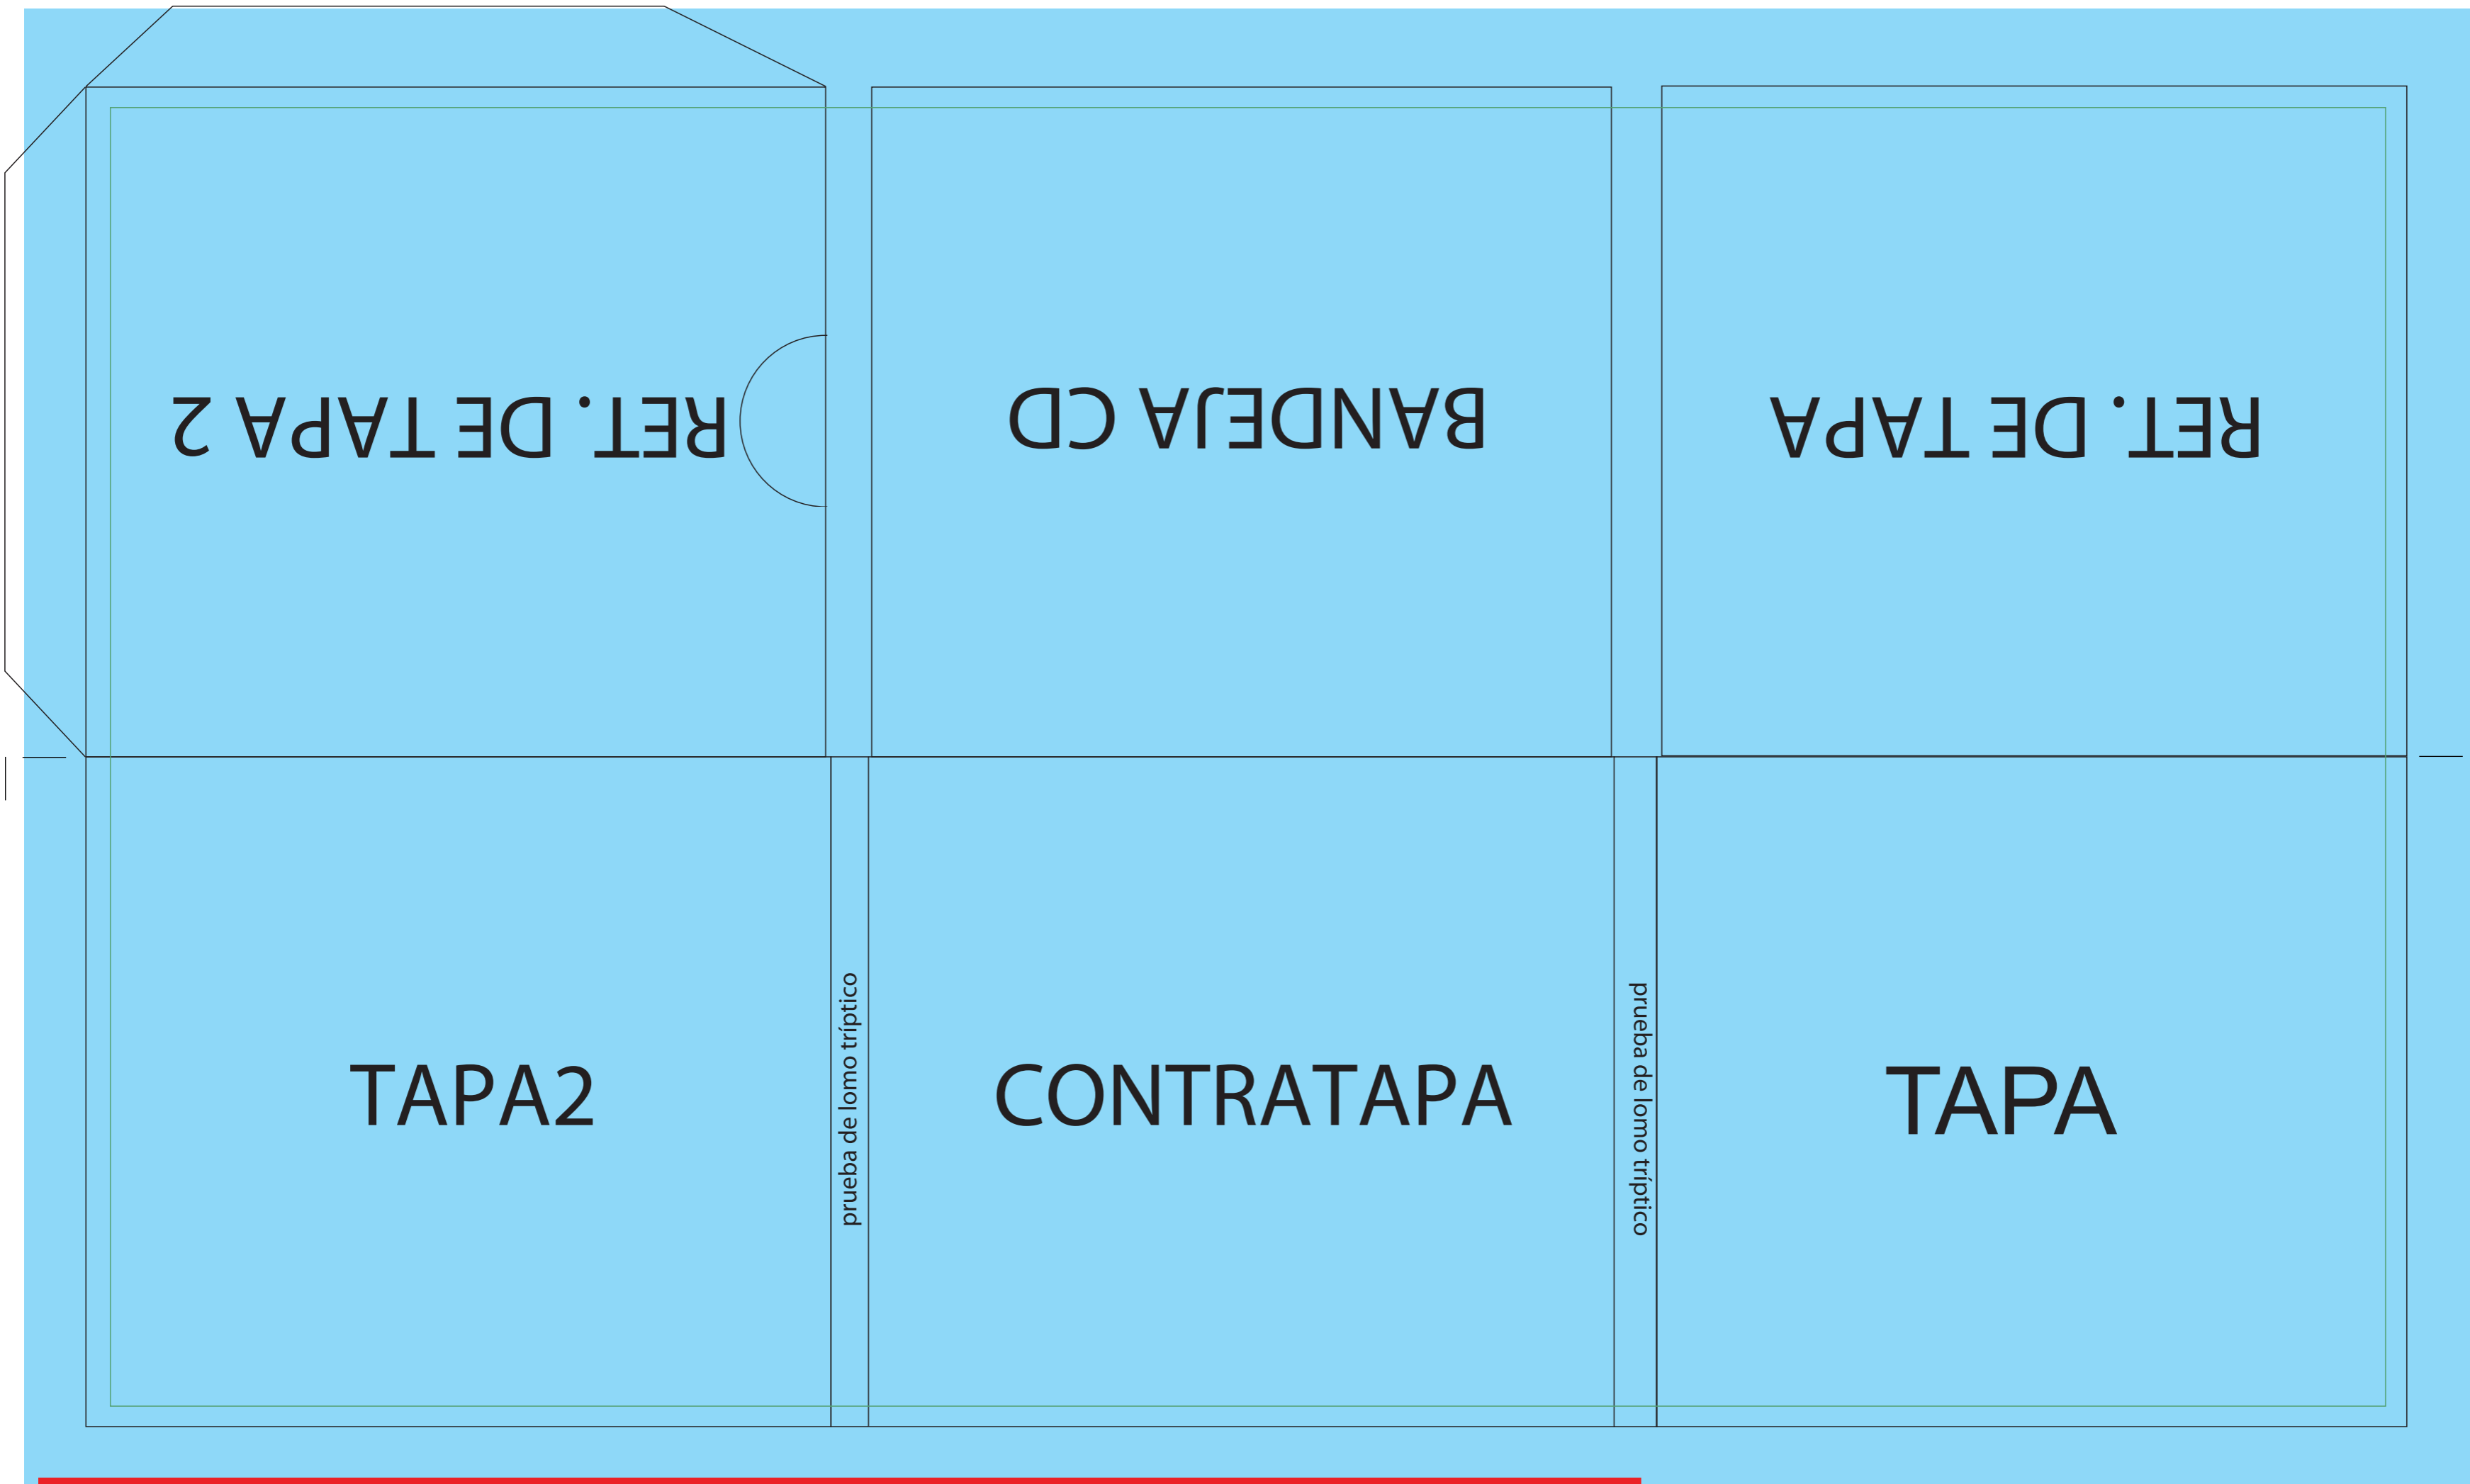 RET. DE TAPA 2
BANDEJA CD
RET. DE TAPA
TAPA2
prueba de lomo tríptico
CONTRATAPA
prueba de lomo tríptico
TAPA